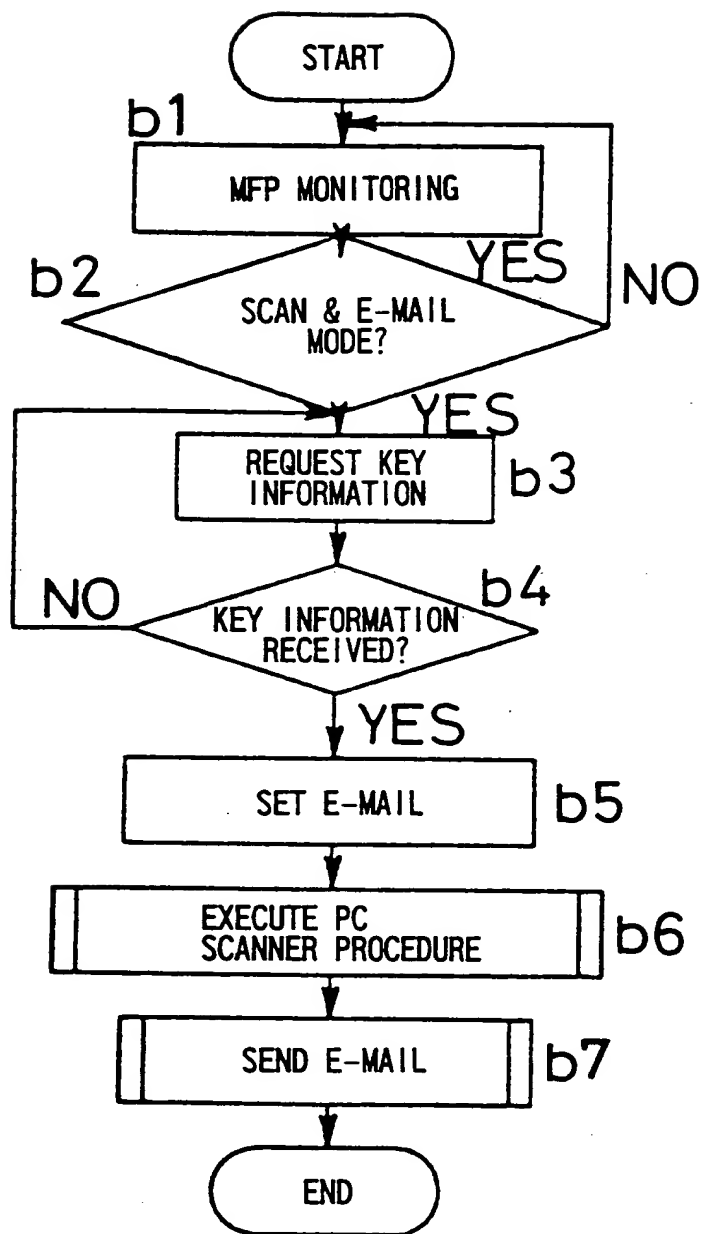 START
b1
MFP MONITORING
YES
b2
NO
SCAN & E-MAIL
MODE?
YES
REQUEST KEY
INFORMATION
b3
NO
b4
KEY INFORMATION
RECEIVED?
YES
SET E-MAIL
b5
EXECUTE PC
SCANNER PROCEDURE
b6
SEND E-MAIL
b7
END